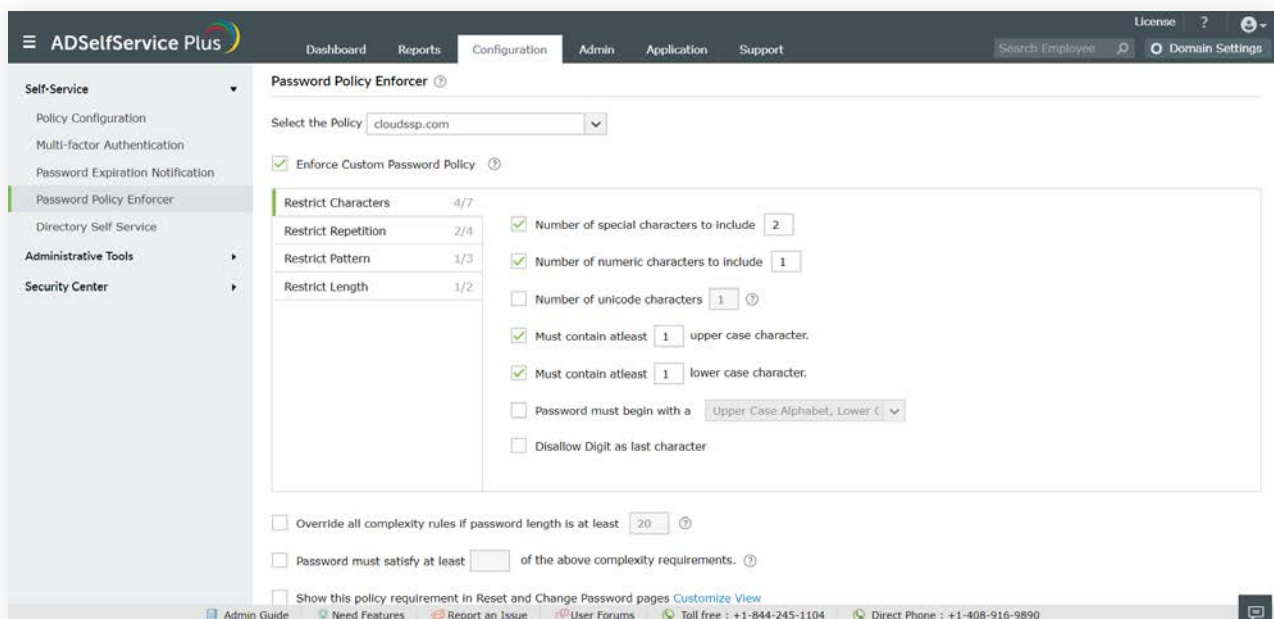 License ?
ADSelfService Plus
Dashboard Reports Configuration Admin Application Support
Search Employee Domain Settings
Self-Service
Policy Configuration
Multi-factor Authentication
Password Expiration Notification
Password Policy Enforcer
Directory Self Service
Administrative Tools
Security Center
Password Policy Enforcer ?
Select the Policy cloudssp.com
Enforce Custom Password Policy ?
Restrict Characters 4/7
Restrict Repetition 2/4
Restrict Pattern 1/3
Restrict Length 1/2
Number of special characters to include 2
Number of numeric characters to include 1
Number of unicode characters 1 ?
Must contain atleast 1 upper case character.
Must contain atleast 1 lower case character.
Password must begin with a Upper Case Alphabet, Lower C
Disallow Digit as last character
Override all complexity rules if password length is at least 20 ?
Password must satisfy at least of the above complexity requirements. ?
Show this policy requirement in Reset and Change Password pages Customize View
Admin Guide Need Features Report an Issue User Forums Toll free : +1-844-245-1104 Direct Phone : +1-408-916-9890